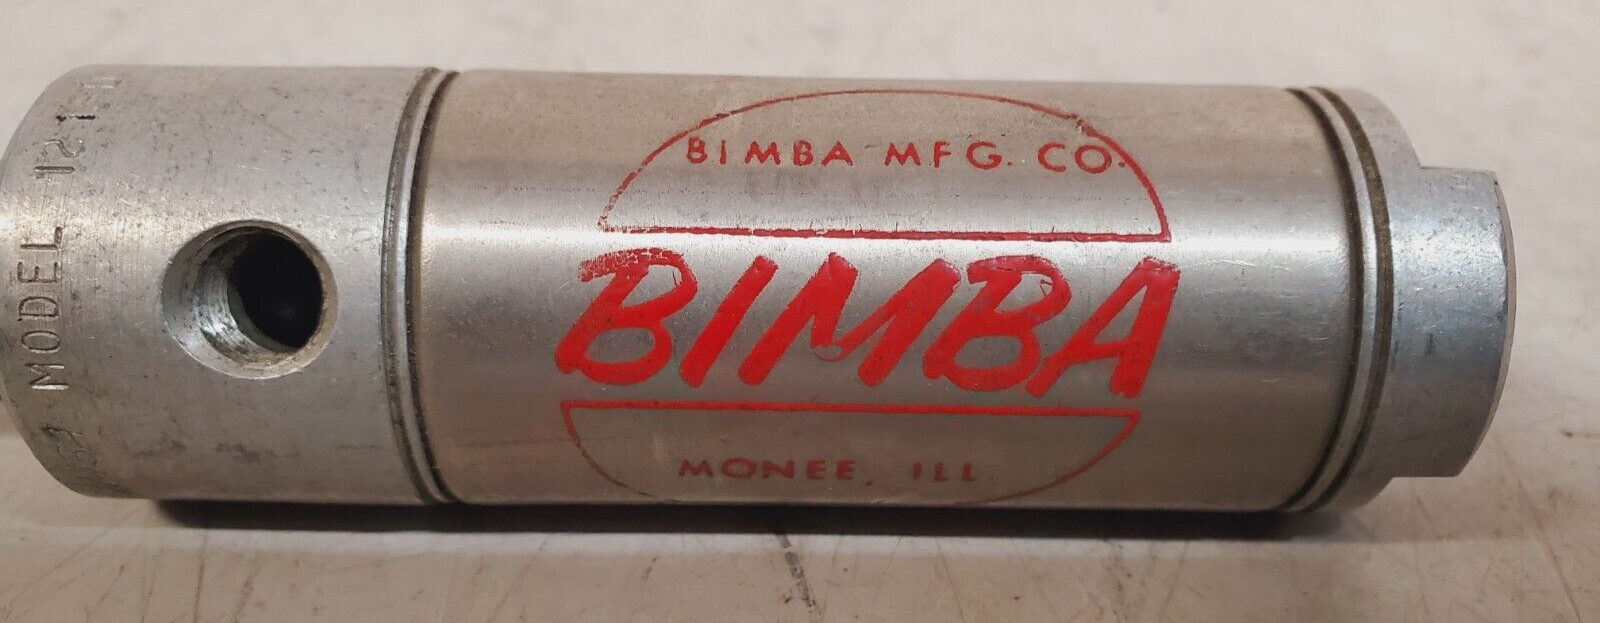 BIMBA MFG. CO.
BIMBA
MONEE, ILL
MODEL